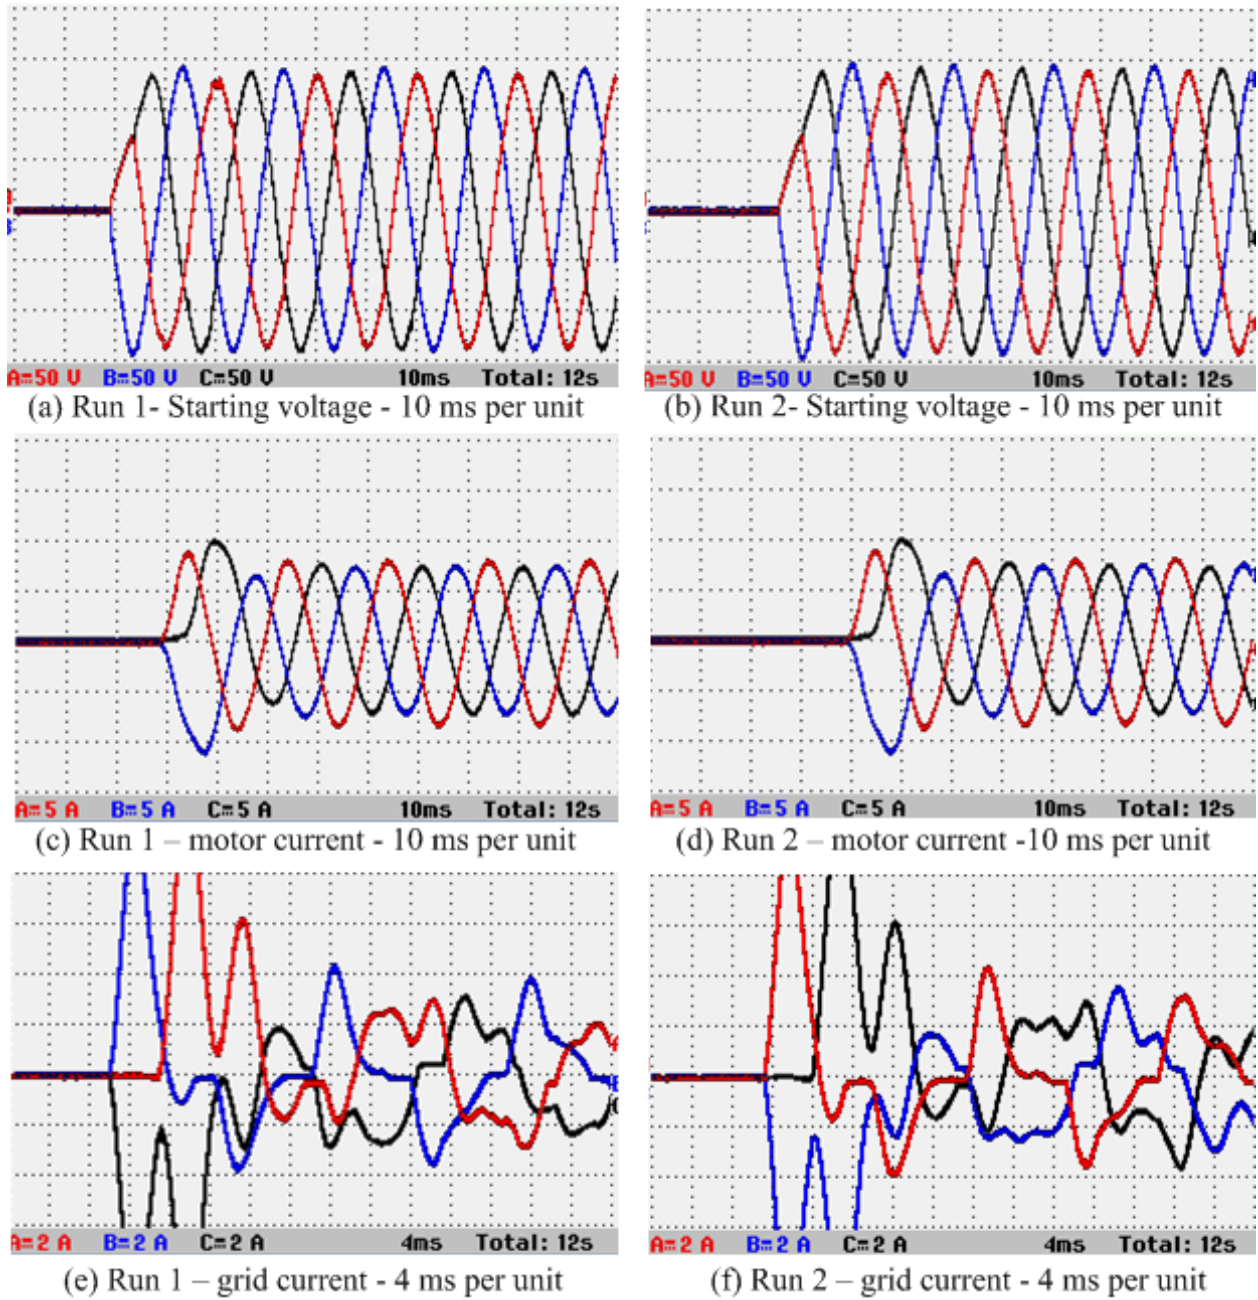 A=50 V B=50 V C=50 V 10ms Total: 12s
A=50 V B=50 V C=50 V 10ms Total: 12s
(a) Run 1- Starting voltage - 10 ms per unit
(b) Run 2- Starting voltage - 10 ms per unit
A=5 A B=5 A C=5 A 10ms Total: 12s
A=5 A B=5 A C=5 A 10ms Total: 12s
(c) Run 1 – motor current - 10 ms per unit
(d) Run 2 – motor current -10 ms per unit
A=2 A B=2 A C=2 A 4ms Total: 12s
A=2 A B=2 A C=2 A 4ms Total: 12s
(e) Run 1 – grid current - 4 ms per unit
(f) Run 2 – grid current - 4 ms per unit